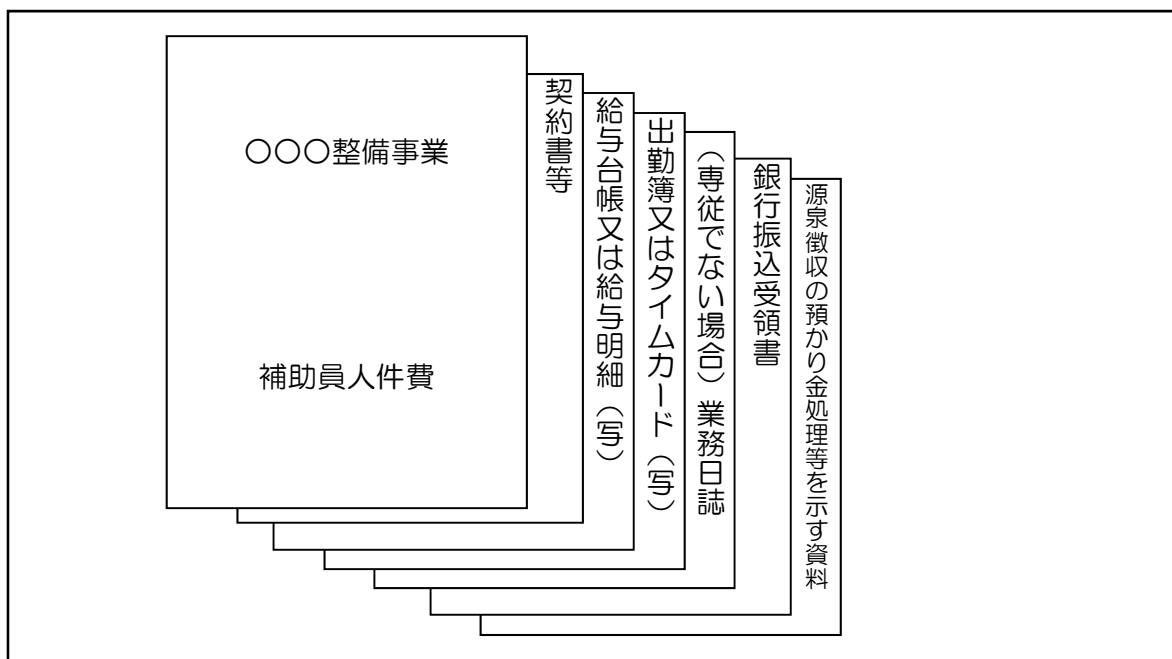 〇〇〇整備事業
補助員人件費
契約書等
給与台帳又は給与明細（写）
出勤簿又はタイムカード（写）
（専従でない場合）業務日誌
銀行振込受領書
源泉徴収の預かり金処理等を示す資料